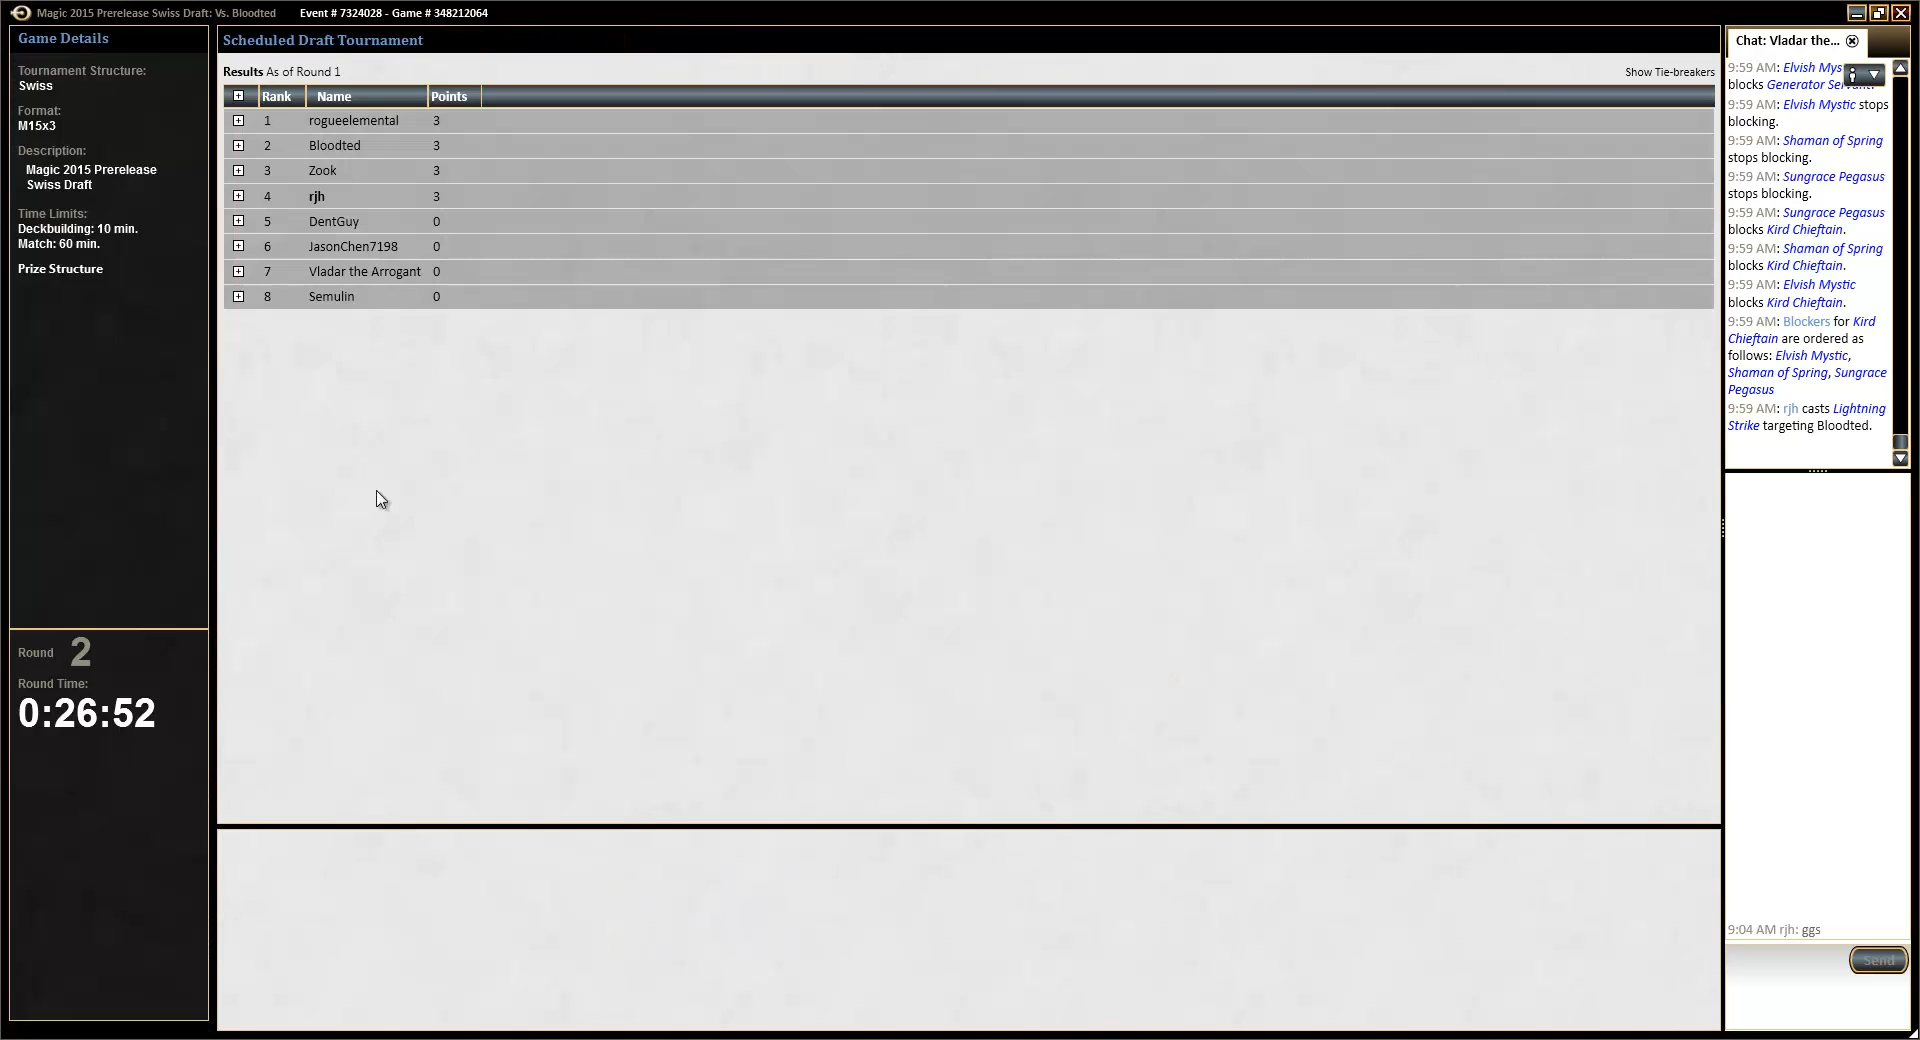 Magic 2015 Prerelease Swiss Draft: Vs. Bloodted Event # 7324028 - Game # 348212064
Game Details
Tournament Structure:
Swiss
Format:
M15x3
Description:
Magic 2015 Prerelease
Swiss Draft
Time Limits:
Deckbuilding: 10 min.
Match: 60 min.
Prize Structure
Round 2
Round Time:
0:26:52
Scheduled Draft Tournament
Results As of Round 1 Show Tie-breakers
Rank Name Points
1 rogueelemental 3
2 Bloodted 3
3 Zook 3
4 rjh 3
5 DentGuy 0
6 JasonChen7198 0
7 Vladar the Arrogant 0
8 Semulin 0
Chat: Vladar the...
9:59 AM: Elvish Mys
blocks Generator Servant.
9:59 AM: Elvish Mystic stops
blocking.
9:59 AM: Shaman of Spring
stops blocking.
9:59 AM: Sungrace Pegasus
stops blocking.
9:59 AM: Sungrace Pegasus
blocks Kird Chieftain.
9:59 AM: Shaman of Spring
blocks Kird Chieftain.
9:59 AM: Elvish Mystic
blocks Kird Chieftain.
9:59 AM: Blockers for Kird
Chieftain are ordered as
follows: Elvish Mystic,
Shaman of Spring, Sungrace
Pegasus
9:59 AM: rjh casts Lightning
Strike targeting Bloodted.
9:04 AM rjh: ggs
Send